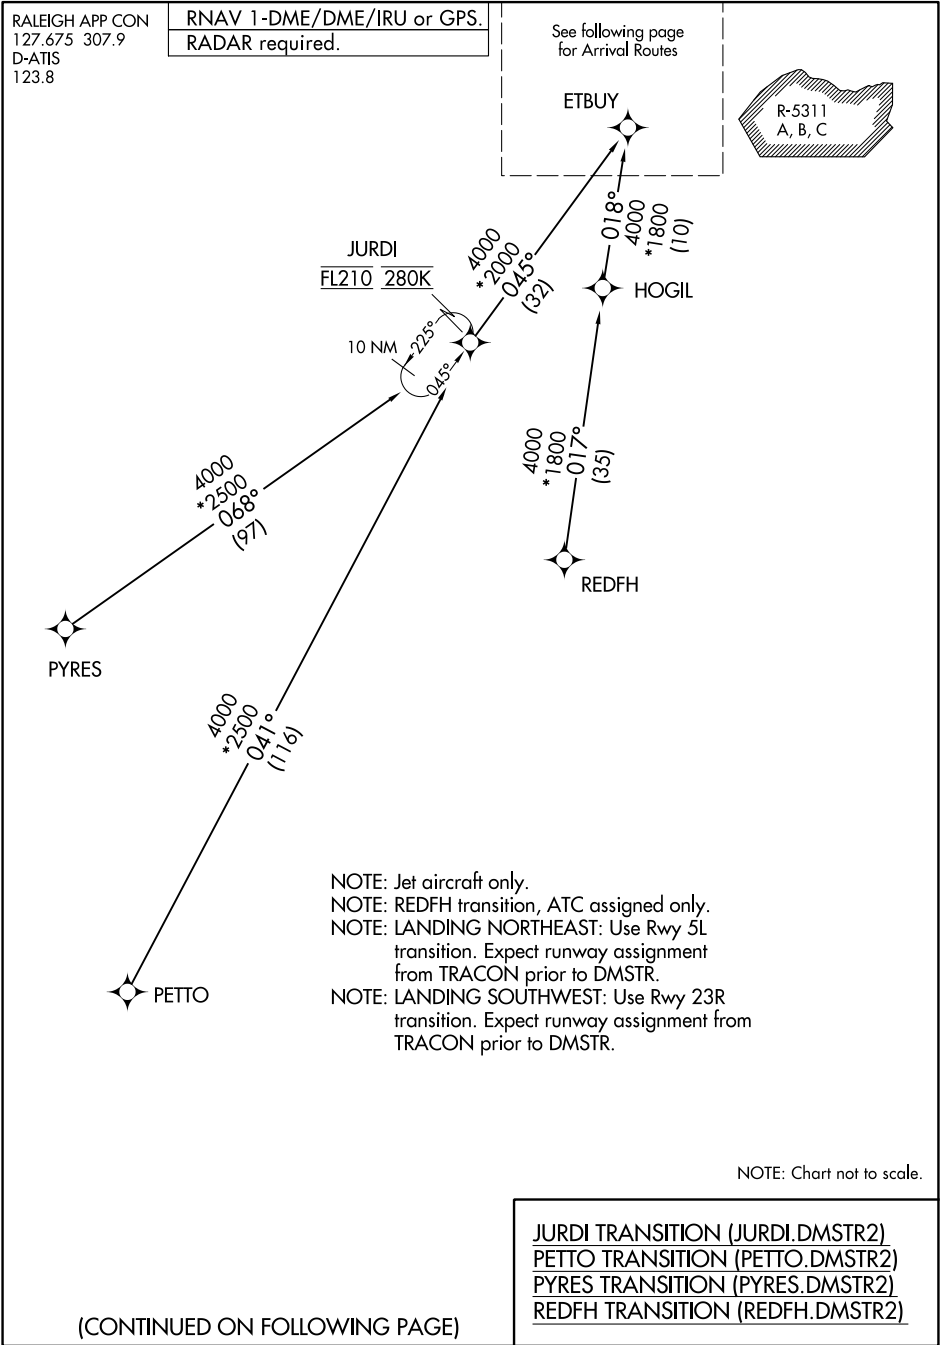 RALEIGH APP CON
127.675 307.9
D-ATIS
123.8
RNAV 1-DME/DME/IRU or GPS.
RADAR required.
See following page
for Arrival Routes
ETBUY
R-5311
A, B, C
018°
4000
*1800
(10)
JURDI
FL210 280K
4000
*2000
045°
(32)
HOGIL
10 NM
225°
045°
4000
*1800
017°
(35)
4000
*2500
068°
(97)
REDFH
PYRES
4000
*2500
041°
(116)
PETTO
NOTE: Jet aircraft only.
NOTE: REDFH transition, ATC assigned only.
NOTE: LANDING NORTHEAST: Use Rwy 5L
transition. Expect runway assignment
from TRACON prior to DMSTR.
NOTE: LANDING SOUTHWEST: Use Rwy 23R
transition. Expect runway assignment from
TRACON prior to DMSTR.
NOTE: Chart not to scale.
JURDI TRANSITION (JURDI.DMSTR2)
PETTO TRANSITION (PETTO.DMSTR2)
PYRES TRANSITION (PYRES.DMSTR2)
REDFH TRANSITION (REDFH.DMSTR2)
(CONTINUED ON FOLLOWING PAGE)